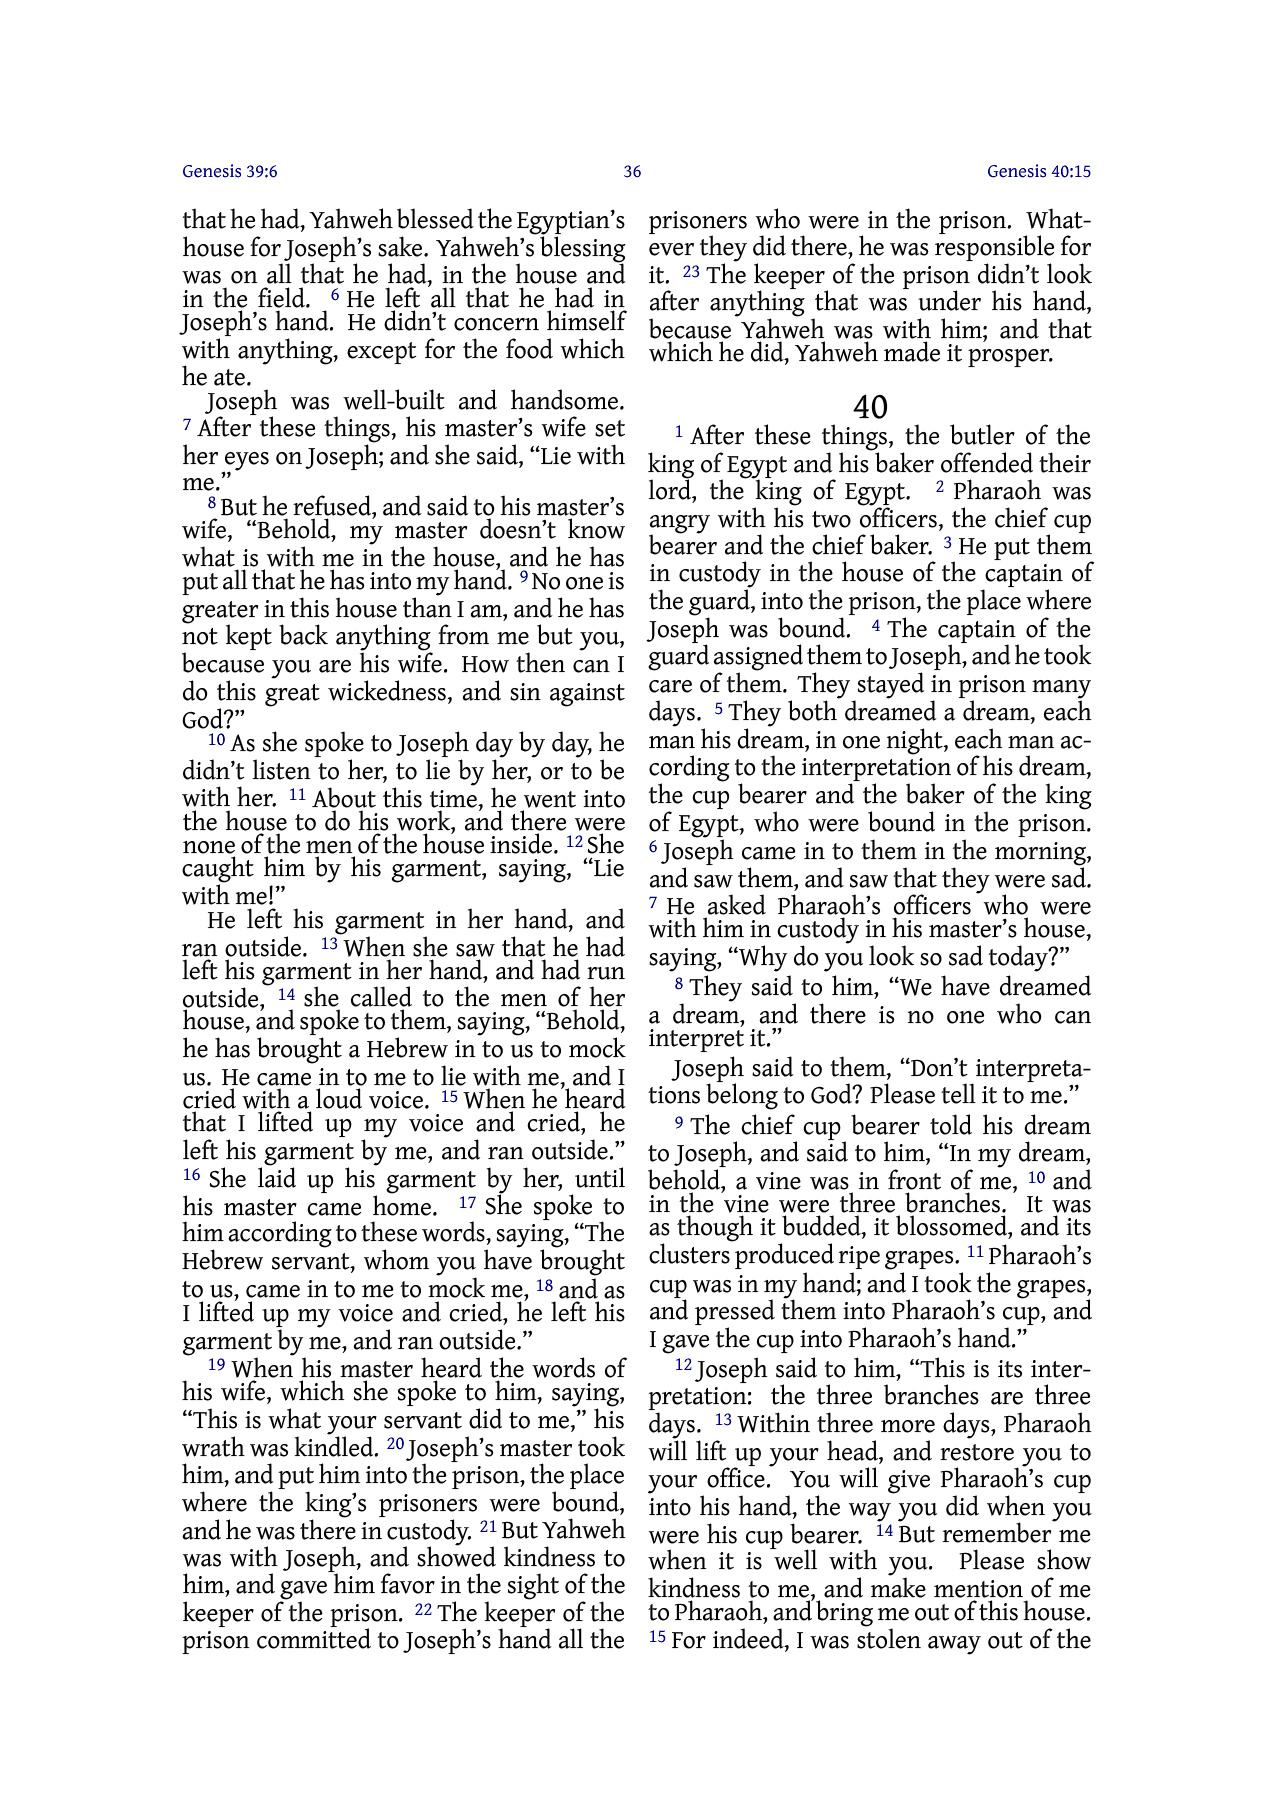 Genesis 39:6 36 Genesis 40:15
that he had, Yahweh blessed the Egyptian’s
house for Joseph’s sake. Yahweh’s blessing
was on all that he had, in the house and
in the field. 6 He left all that he had in
Joseph’s hand. He didn’t concern himself
with anything, except for the food which
he ate.
Joseph was well-built and handsome.
7 After these things, his master’s wife set
her eyes on Joseph; and she said, “Lie with
me.”
8 But he refused, and said to his master’s
wife, “Behold, my master doesn’t know
what is with me in the house, and he has
put all that he has into my hand. 9 No one is
greater in this house than I am, and he has
not kept back anything from me but you,
because you are his wife. How then can I
do this great wickedness, and sin against
God?”
10 As she spoke to Joseph day by day, he
didn’t listen to her, to lie by her, or to be
with her. 11 About this time, he went into
the house to do his work, and there were
none of the men of the house inside. 12 She
caught him by his garment, saying, “Lie
with me!”
He left his garment in her hand, and
ran outside. 13 When she saw that he had
left his garment in her hand, and had run
outside, 14 she called to the men of her
house, and spoke to them, saying, “Behold,
he has brought a Hebrew in to us to mock
us. He came in to me to lie with me, and I
cried with a loud voice. 15 When he heard
that I lifted up my voice and cried, he
left his garment by me, and ran outside.”
16 She laid up his garment by her, until
his master came home. 17 She spoke to
him according to these words, saying, “The
Hebrew servant, whom you have brought
to us, came in to me to mock me, 18 and as
I lifted up my voice and cried, he left his
garment by me, and ran outside.”
19 When his master heard the words of
his wife, which she spoke to him, saying,
“This is what your servant did to me,” his
wrath was kindled. 20 Joseph’s master took
him, and put him into the prison, the place
where the king’s prisoners were bound,
and he was there in custody. 21 But Yahweh
was with Joseph, and showed kindness to
him, and gave him favor in the sight of the
keeper of the prison. 22 The keeper of the
prison committed to Joseph’s hand all the
prisoners who were in the prison. What-
ever they did there, he was responsible for
it. 23 The keeper of the prison didn’t look
after anything that was under his hand,
because Yahweh was with him; and that
which he did, Yahweh made it prosper.
40
1 After these things, the butler of the
king of Egypt and his baker offended their
lord, the king of Egypt. 2 Pharaoh was
angry with his two officers, the chief cup
bearer and the chief baker. 3 He put them
in custody in the house of the captain of
the guard, into the prison, the place where
Joseph was bound. 4 The captain of the
guard assigned them to Joseph, and he took
care of them. They stayed in prison many
days. 5 They both dreamed a dream, each
man his dream, in one night, each man ac-
cording to the interpretation of his dream,
the cup bearer and the baker of the king
of Egypt, who were bound in the prison.
6 Joseph came in to them in the morning,
and saw them, and saw that they were sad.
7 He asked Pharaoh’s officers who were
with him in custody in his master’s house,
saying, “Why do you look so sad today?”
8 They said to him, “We have dreamed
a dream, and there is no one who can
interpret it.”
Joseph said to them, “Don’t interpreta-
tions belong to God? Please tell it to me.”
9 The chief cup bearer told his dream
to Joseph, and said to him, “In my dream,
behold, a vine was in front of me, 10 and
in the vine were three branches. It was
as though it budded, it blossomed, and its
clusters produced ripe grapes. 11 Pharaoh’s
cup was in my hand; and I took the grapes,
and pressed them into Pharaoh’s cup, and
I gave the cup into Pharaoh’s hand.”
12 Joseph said to him, “This is its inter-
pretation: the three branches are three
days. 13 Within three more days, Pharaoh
will lift up your head, and restore you to
your office. You will give Pharaoh’s cup
into his hand, the way you did when you
were his cup bearer. 14 But remember me
when it is well with you. Please show
kindness to me, and make mention of me
to Pharaoh, and bring me out of this house.
15 For indeed, I was stolen away out of the